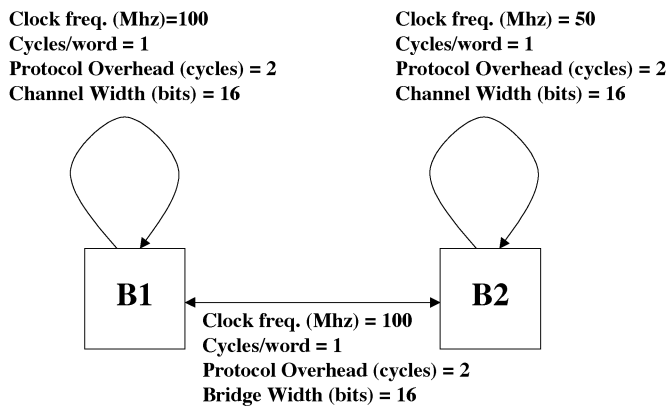 Clock freq. (Mhz)=100
Cycles/word = 1
Protocol Overhead (cycles) = 2
Channel Width (bits) = 16
Clock freq. (Mhz) = 50
Cycles/word = 1
Protocol Overhead (cycles) = 2
Channel Width (bits) = 16
B1
B2
Clock freq. (Mhz) = 100
Cycles/word = 1
Protocol Overhead (cycles) = 2
Bridge Width (bits) = 16